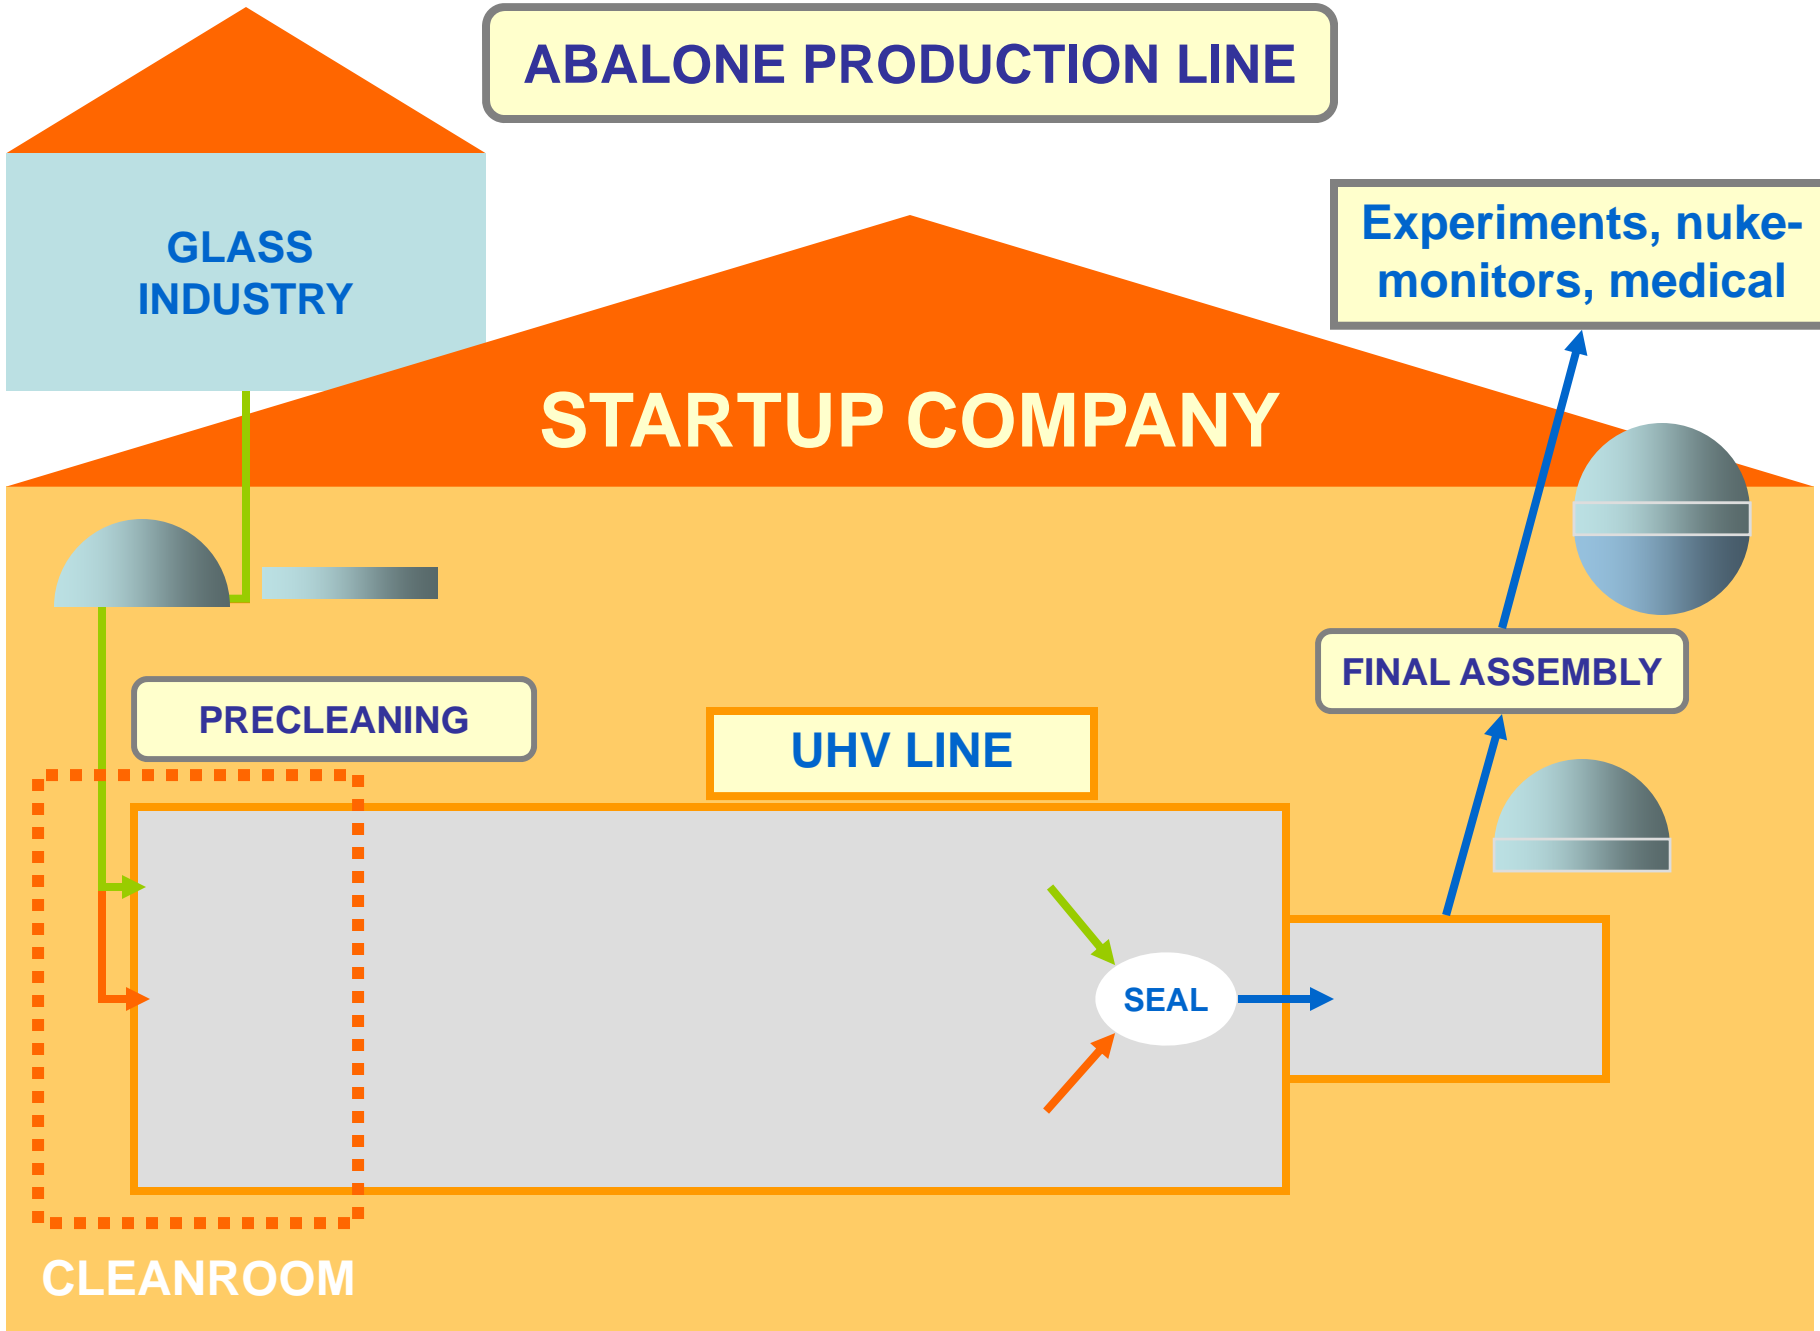 ABALONE PRODUCTION LINE
GLASS
INDUSTRY
Experiments, nuke-
monitors, medical
STARTUP COMPANY
FINAL ASSEMBLY
PRECLEANING
UHV LINE
SEAL
CLEANROOM